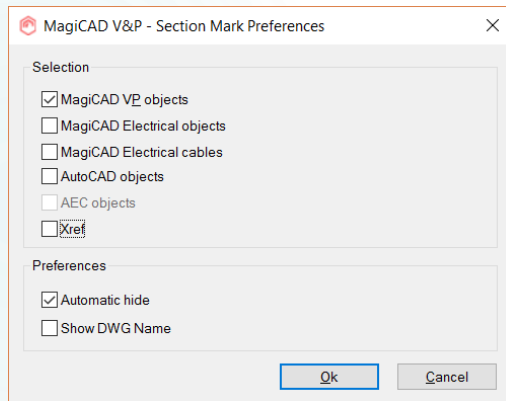 MagiCAD V&P - Section Mark Preferences
Selection
MagiCAD VP objects
MagiCAD Electrical objects
MagiCAD Electrical cables
AutoCAD objects
AEC objects
Xref
Preferences
Automatic hide
Show DWG Name
Ok Cancel